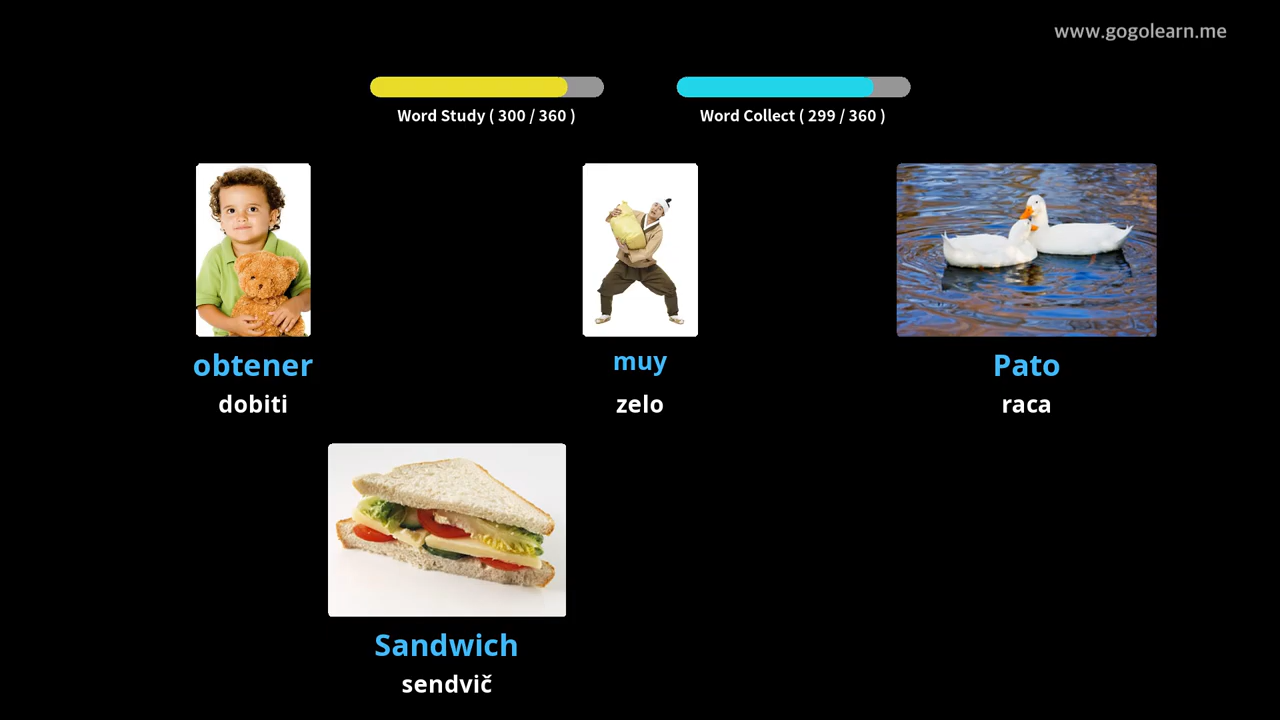 www.gogolearn.me
Word Study ( 300 / 360 )
Word Collect ( 299 / 360 )
obtener
dobiti
muy
zelo
Pato
raca
Sandwich
sendvič